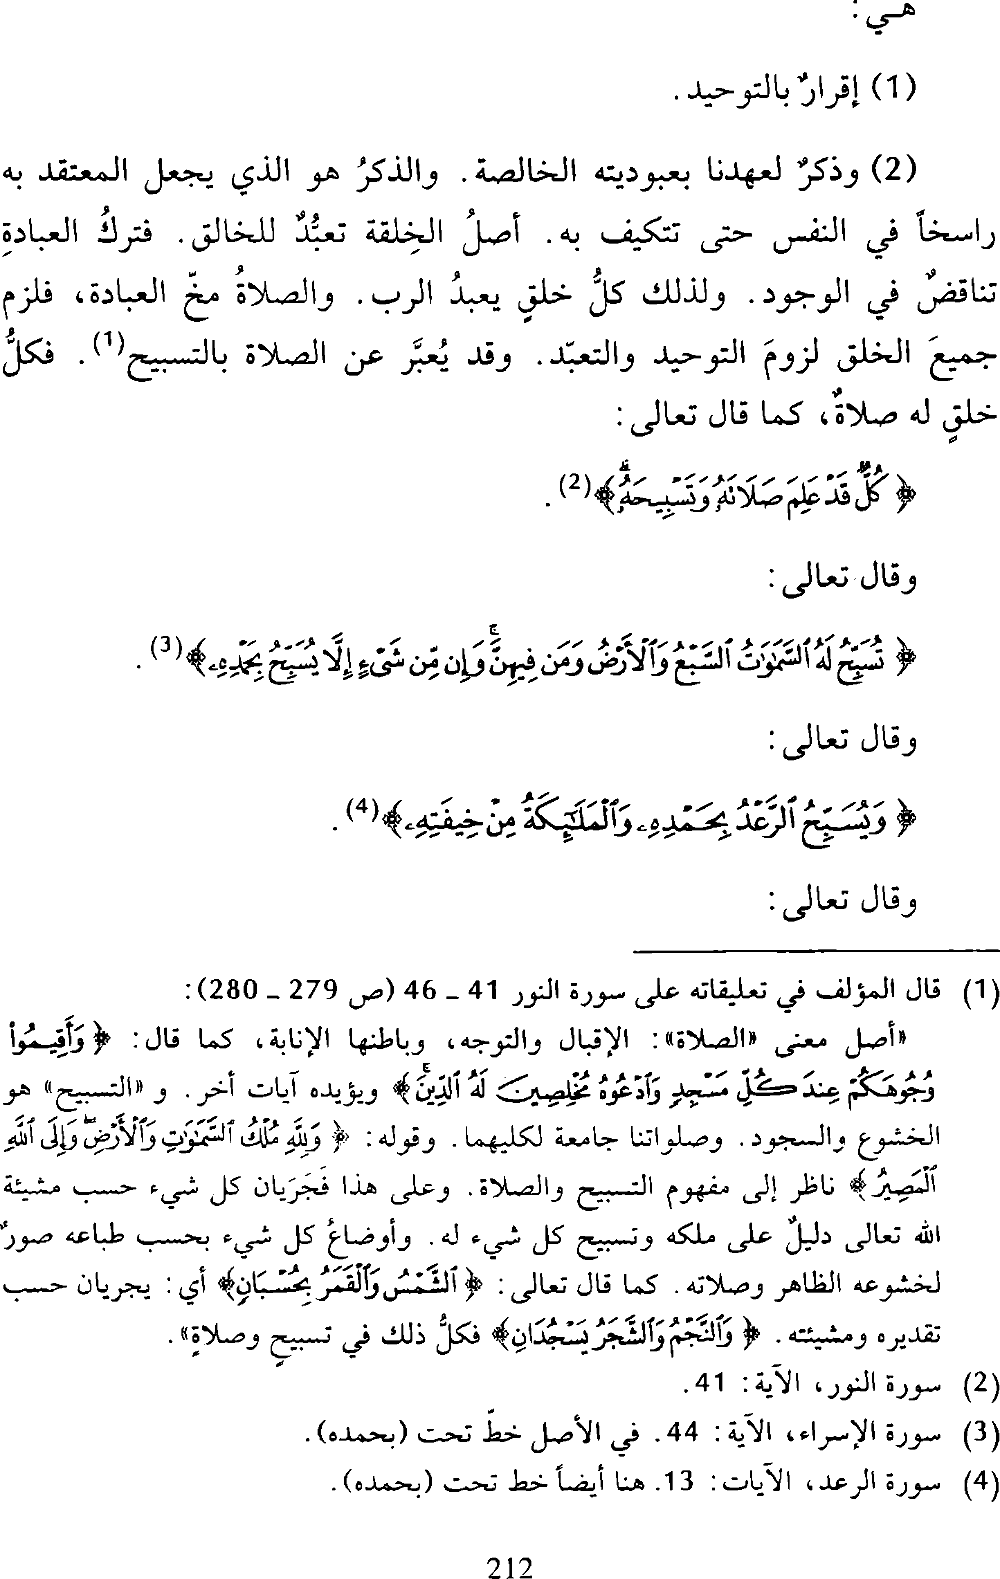 هـي :
(1) إقرارٌ بالتوحيد .
(2) وذكرٌ لعهدنا بعبوديته الخالصة . والذكرُ هو الذي يجعل المعتقد به
راسخاً في النفس حتى تتكيف به . أصلُ الخِلقة تعبُّدٌ للخالق . فتركُ العبادةِ
تناقضٌ في الوجود . ولذلك كلُّ خلقٍ يعبدُ الرب . والصلاةُ مخّ العبادة، فلزم
جميعَ الخلق لزومَ التوحيد والتعبّد . وقد يُعبَّر عن الصلاة بالتسبيح(1) . فكلُّ
خلقٍ له صلاةٌ، كما قال تعالى :
﴿ كُلٌّ قَدْ عَلِمَ صَلَانَهُ وَتَسْبِيحَهُۥۗ ﴾(2) .
وقال تعالى :
﴿ تُسَبِّحُ لَهُ ٱلسَّمَٰوَٰتُ ٱلسَّبْعُ وَٱلْأَرْضُ وَمَن فِيهِنَّۚ وَإِن مِّن شَىْءٍ إِلَّا يُسَبِّحُ بِحَمْدِهِۦ ﴾(3) .
وقال تعالى :
﴿ وَيُسَبِّحُ ٱلرَّعْدُ بِحَمْدِهِۦ وَٱلْمَلَٰٓئِكَةُ مِنْ خِيفَتِهِۦ ﴾(4) .
وقال تعالى :
(1) قال المؤلف في تعليقاته على سورة النور 41 ـ 46 (ص 279 ـ 280) :
«أصل معنى «الصلاة» : الإقبال والتوجه، وباطنها الإنابة، كما قال : ﴿ وَأَقِيمُوا۟
وُجُوهَكُمْ عِندَ كُلِّ مَسْجِدٍ وَٱدْعُوهُ مُخْلِصِينَ لَهُ ٱلدِّينَۚ ﴾ ويؤيده آيات أخر . و «التسبيح» هو
الخشوع والسجود . وصلواتنا جامعة لكليهما . وقوله : ﴿ وَلِلَّهِ مُلْكُ ٱلسَّمَٰوَٰتِ وَٱلْأَرْضِۖ وَإِلَى ٱللَّهِ
ٱلْمَصِيرُ ﴾ ناظر إلى مفهوم التسبيح والصلاة . وعلى هذا فَجَرَيان كل شيء حسب مشيئة
الله تعالى دليلٌ على ملكه وتسبيح كل شيء له . وأوضاعُ كل شيء بحسب طباعه صورٌ
لخشوعه الظاهر وصلاته . كما قال تعالى : ﴿ ٱلشَّمْسُ وَٱلْقَمَرُ بِحُسْبَانٍ ﴾ أي : يجريان حسب
تقديره ومشيئته . ﴿ وَٱلنَّجْمُ وَٱلشَّجَرُ يَسْجُدَانِ ﴾ فكلُّ ذلك في تسبيحٍ وصلاةٍ» .
(2) سورة النور، الآية : 41 .
(3) سورة الإسراء، الآية : 44 . في الأصل خطّ تحت (بحمده) .
(4) سورة الرعد، الآيات : 13 . هنا أيضاً خط تحت (بحمده) .
212